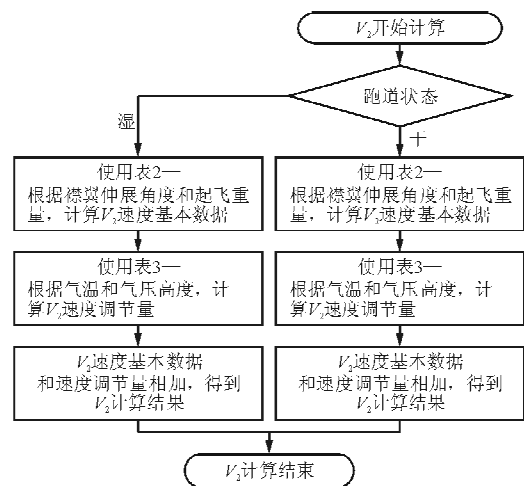 V₂开始计算
跑道状态
湿
干
使用表2—
根据襟翼伸展角度和起飞重
量，计算V₂速度基本数据
使用表2—
根据襟翼伸展角度和起飞重
量，计算V₂速度基本数据
使用表3—
根据气温和气压高度，计
算V₂速度调节量
使用表3—
根据气温和气压高度，计
算V₂速度调节量
V₂速度基本数据
和速度调节量相加，得到
V₂计算结果
V₂速度基本数据
和速度调节量相加，得到
V₂计算结果
V₂计算结束